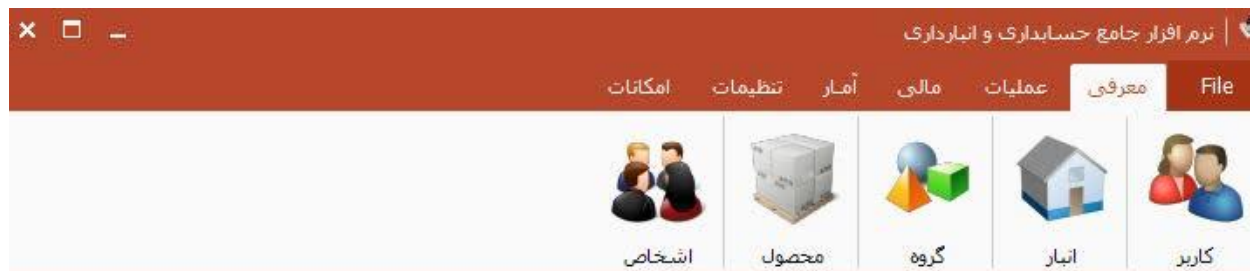 نرم افزار جامع حسابداری و انبارداری
File معرفی عملیات مالی آمار تنظیمات امکانات
کاربر انبار گروه محصول اشخاص